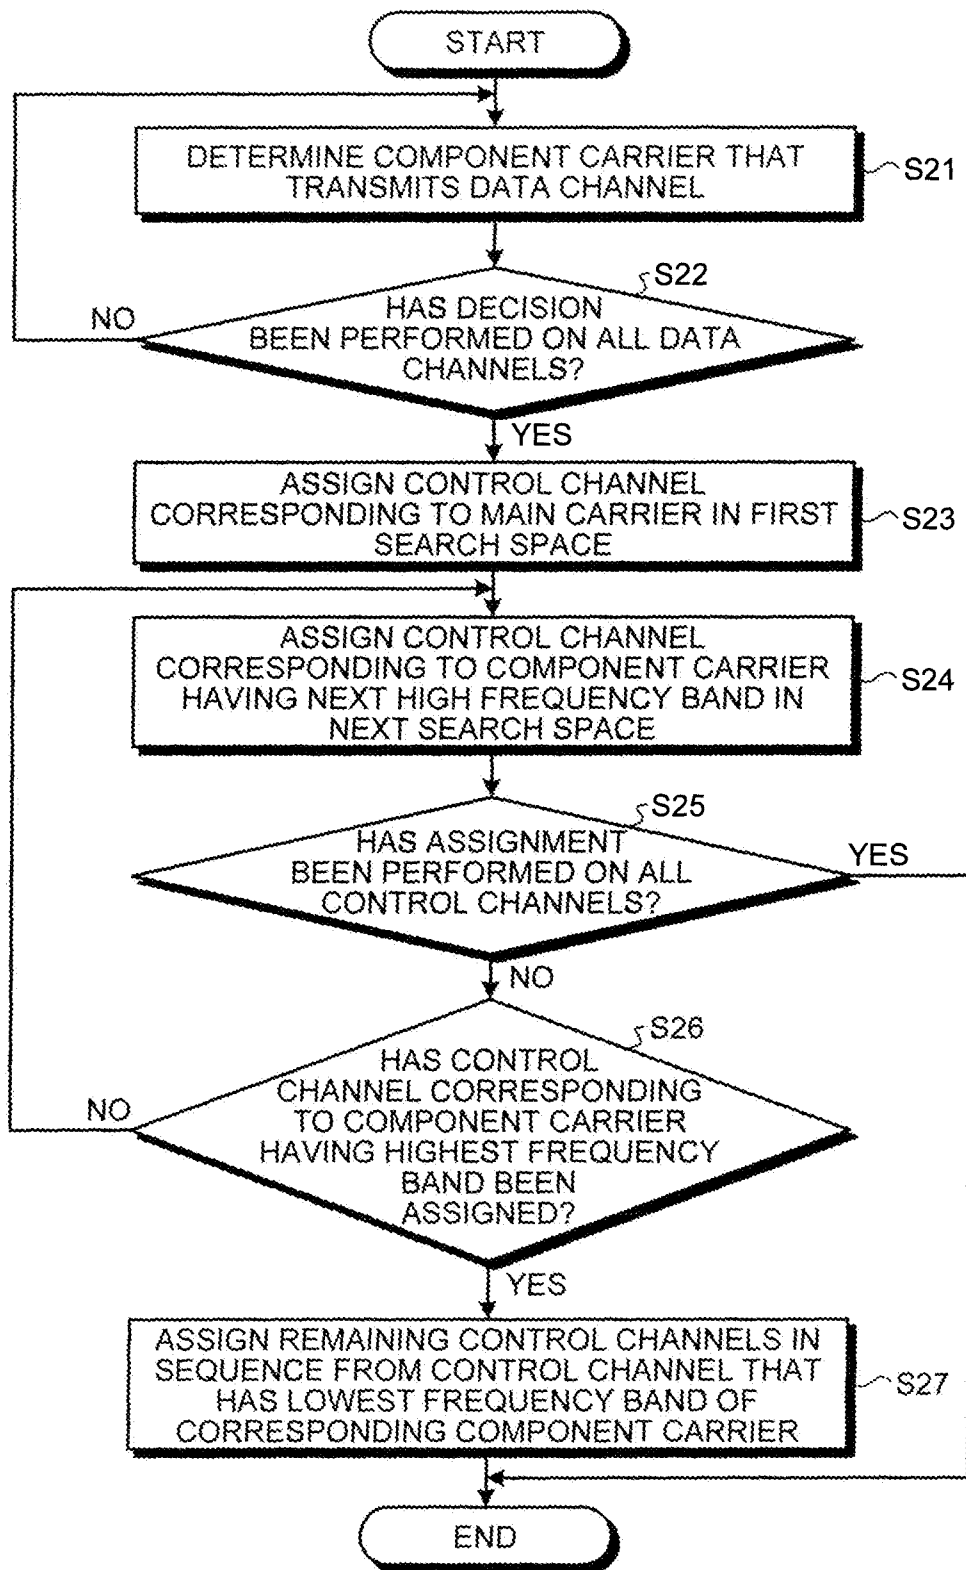 START
DETERMINE COMPONENT CARRIER THAT
TRANSMITS DATA CHANNEL
S21
S22
HAS DECISION
BEEN PERFORMED ON ALL DATA
CHANNELS?
NO
YES
ASSIGN CONTROL CHANNEL
CORRESPONDING TO MAIN CARRIER IN FIRST
SEARCH SPACE
S23
ASSIGN CONTROL CHANNEL
CORRESPONDING TO COMPONENT CARRIER
HAVING NEXT HIGH FREQUENCY BAND IN
NEXT SEARCH SPACE
S24
S25
HAS ASSIGNMENT
BEEN PERFORMED ON ALL
CONTROL CHANNELS?
YES
NO
S26
HAS CONTROL
CHANNEL CORRESPONDING
TO COMPONENT CARRIER
HAVING HIGHEST FREQUENCY
BAND BEEN
ASSIGNED?
NO
YES
ASSIGN REMAINING CONTROL CHANNELS IN
SEQUENCE FROM CONTROL CHANNEL THAT
HAS LOWEST FREQUENCY BAND OF
CORRESPONDING COMPONENT CARRIER
S27
END